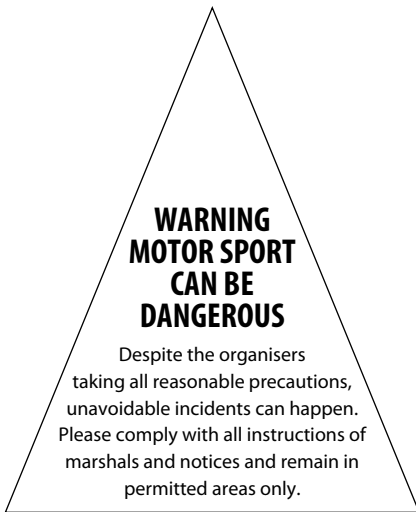 WARNING
MOTOR SPORT
CAN BE
DANGEROUS
Despite the organisers
taking all reasonable precautions,
unavoidable incidents can happen.
Please comply with all instructions of
marshals and notices and remain in
permitted areas only.